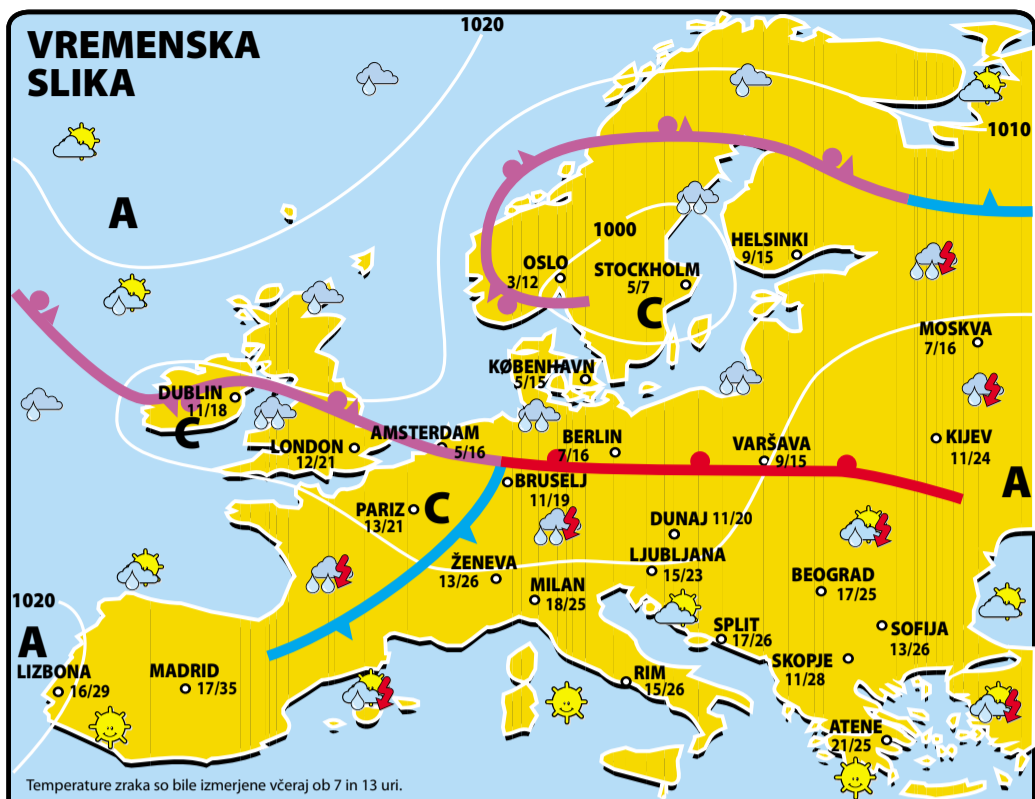 VREMENSKA
SLIKA
1020
1010
A
1000
OSLO
3/12
STOCKHOLM
5/7
C
HELSINKI
9/15
MOSKVA
7/16
KØBENHAVN
5/15
DUBLIN
11/18
C
LONDON
12/21
AMSTERDAM
5/16
BERLIN
7/16
VARŠAVA
9/15
KIJEV
11/24
A
BRUSELJ
11/19
PARIZ
13/21
C
DUNAJ 11/20
LJUBLJANA
15/23
ŽENEVA
13/26
MILAN
18/25
BEOGRAD
17/25
1020
A
LIZBONA
16/29
MADRID
17/35
SPLIT
17/26
SOFIJA
13/26
SKOPJE
11/28
RIM
15/26
ATENE
21/25
Temperature zraka so bile izmerjene včeraj ob 7 in 13 uri.